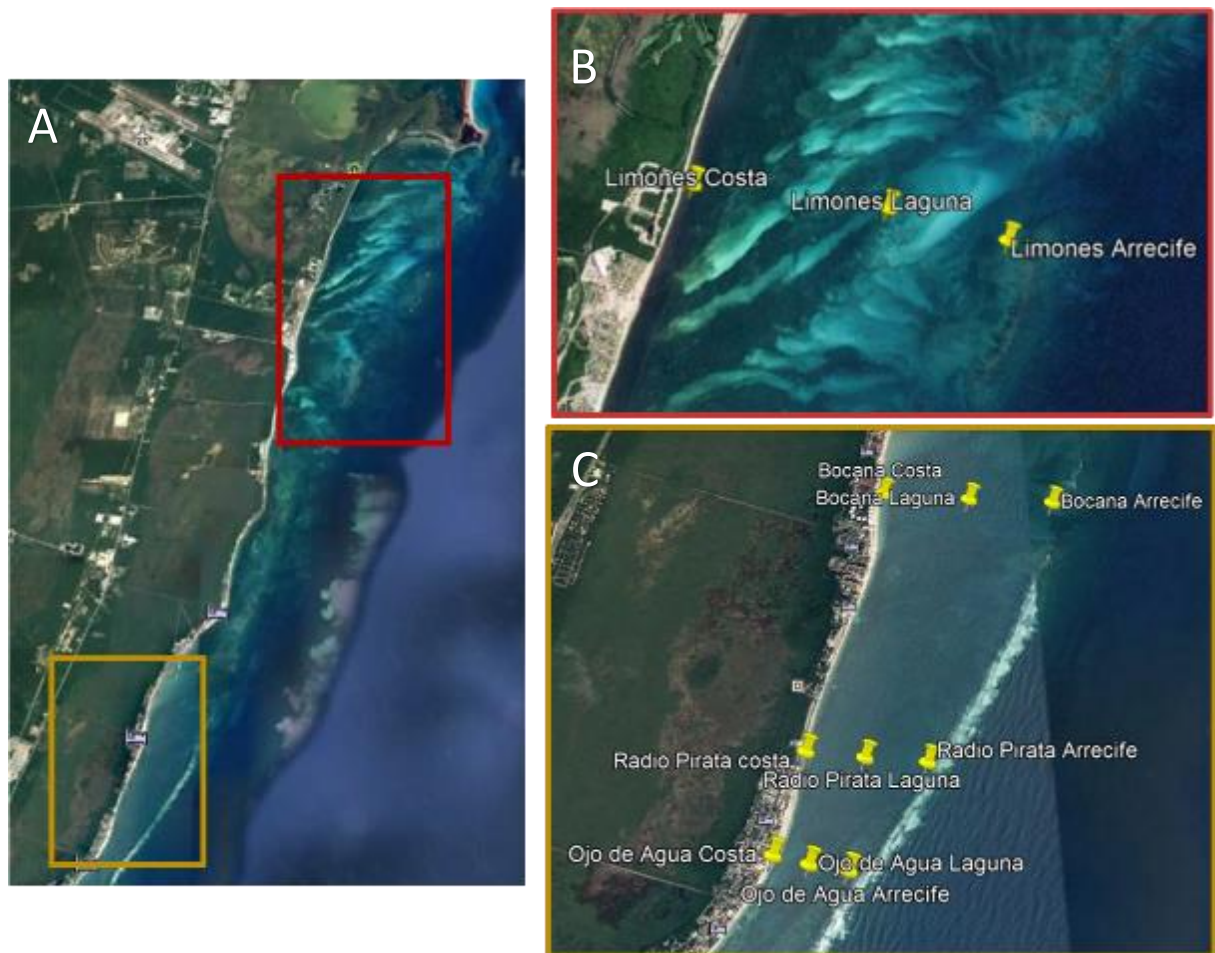 A
B
Limones Costa
Limones Laguna
Limones Arrecife
C
Bocana Costa
Bocana Laguna
Bocana Arrecife
Radio Pirata Arrecife
Radio Pirata costa
Radio Pirata Laguna
Ojo de Agua Costa
Ojo de Agua Laguna
Ojo de Agua Arrecife